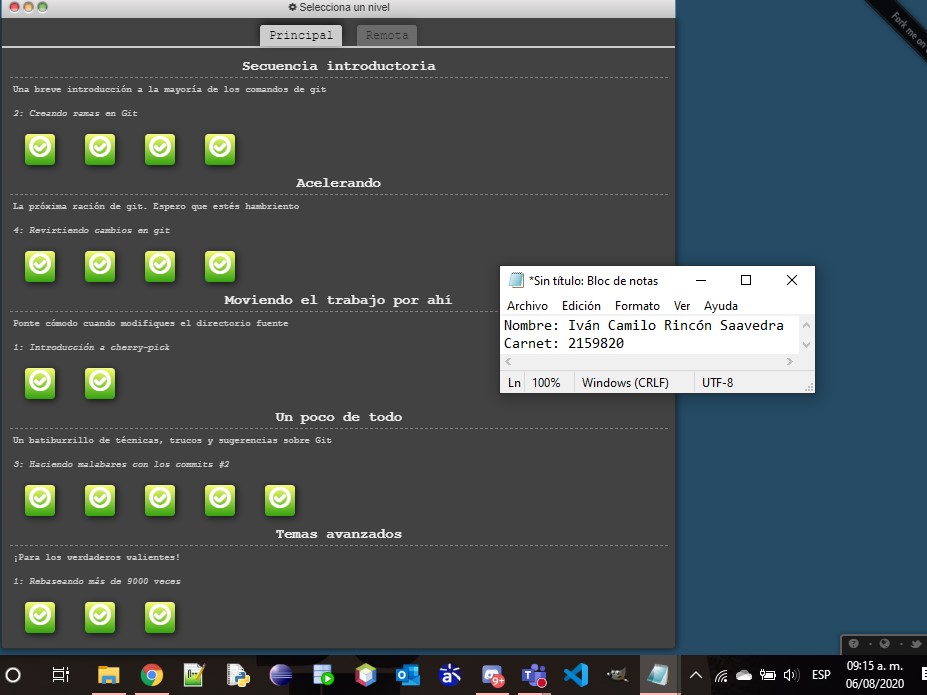 Selecciona un nivel
Fork me on
Principal
Remota
Secuencia introductoria
Una breve introducción a la mayoría de los comandos de git
2: Creando ramas en Git
Acelerando
La próxima ración de git. Espero que estés hambriento
4: Revirtiendo cambios en git
Moviendo el trabajo por ahí
Ponte cómodo cuando modifiques el directorio fuente
1: Introducción a cherry-pick
Un poco de todo
Un batiburrillo de técnicas, trucos y sugerencias sobre Git
3: Haciendo malabares con los commits #2
Temas avanzados
¡Para los verdaderos valientes!
1: Rebaseando más de 9000 veces
*Sin título: Bloc de notas
Archivo Edición Formato Ver Ayuda
Nombre: Iván Camilo Rincón Saavedra
Carnet: 2159820
Ln 100% Windows (CRLF) UTF-8
9+
ESP
09:15 a. m.
06/08/2020